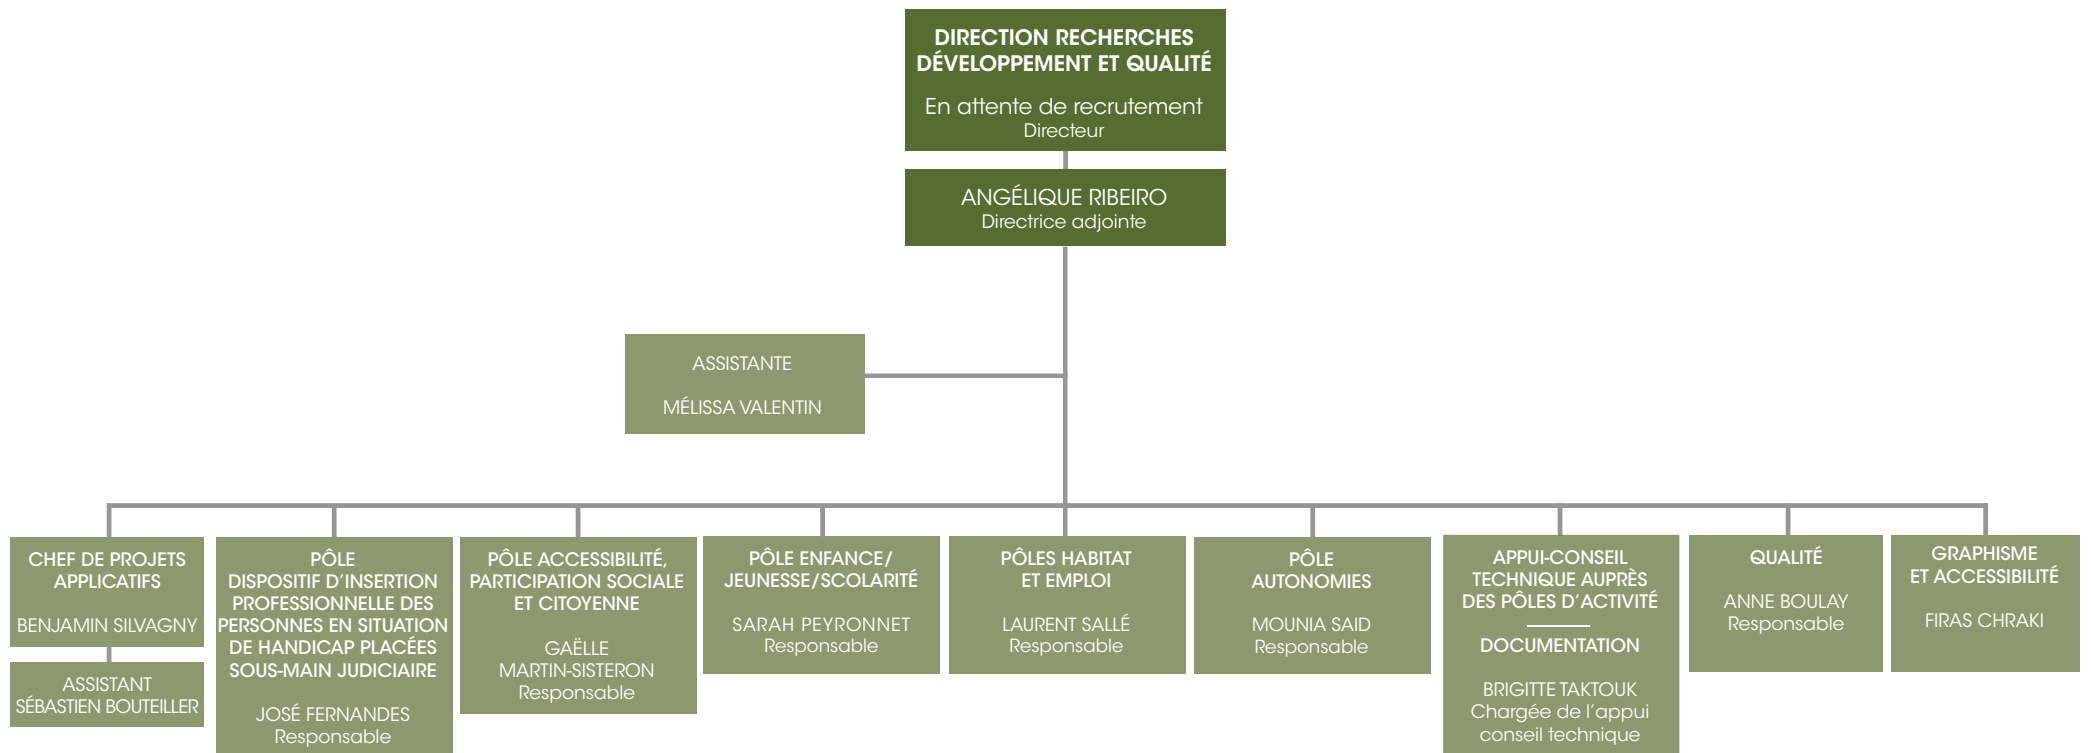 DIRECTION RECHERCHES
DÉVELOPPEMENT ET QUALITÉ
En attente de recrutement
Directeur
ANGÉLIQUE RIBEIRO
Directrice adjointe
ASSISTANTE
MÉLISSA VALENTIN
CHEF DE PROJETS
APPLICATIFS
BENJAMIN SILVAGNY
ASSISTANT
SÉBASTIEN BOUTEILLER
PÔLE
DISPOSITIF D'INSERTION
PROFESSIONNELLE DES
PERSONNES EN SITUATION
DE HANDICAP PLACÉES
SOUS-MAIN JUDICIAIRE
JOSÉ FERNANDES
Responsable
PÔLE ACCESSIBILITÉ,
PARTICIPATION SOCIALE
ET CITOYENNE
GAËLLE
MARTIN-SISTERON
Responsable
PÔLE ENFANCE/
JEUNESSE/SCOLARITÉ
SARAH PEYRONNET
Responsable
PÔLES HABITAT
ET EMPLOI
LAURENT SALLÉ
Responsable
PÔLE
AUTONOMIES
MOUNIA SAID
Responsable
APPUI-CONSEIL
TECHNIQUE AUPRÈS
DES PÔLES D'ACTIVITÉ
DOCUMENTATION
BRIGITTE TAKTOUK
Chargée de l'appui
conseil technique
QUALITÉ
ANNE BOULAY
Responsable
GRAPHISME
ET ACCESSIBILITÉ
FIRAS CHRAKI